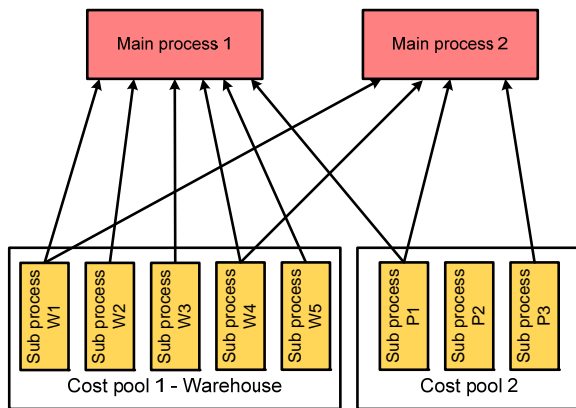 Main process 1
Main process 2
Sub process
W1
Sub process
W2
Sub process
W3
Sub process
W4
Sub process
W5
Sub process
P1
Sub process
P2
Sub process
P3
Cost pool 1 - Warehouse
Cost pool 2